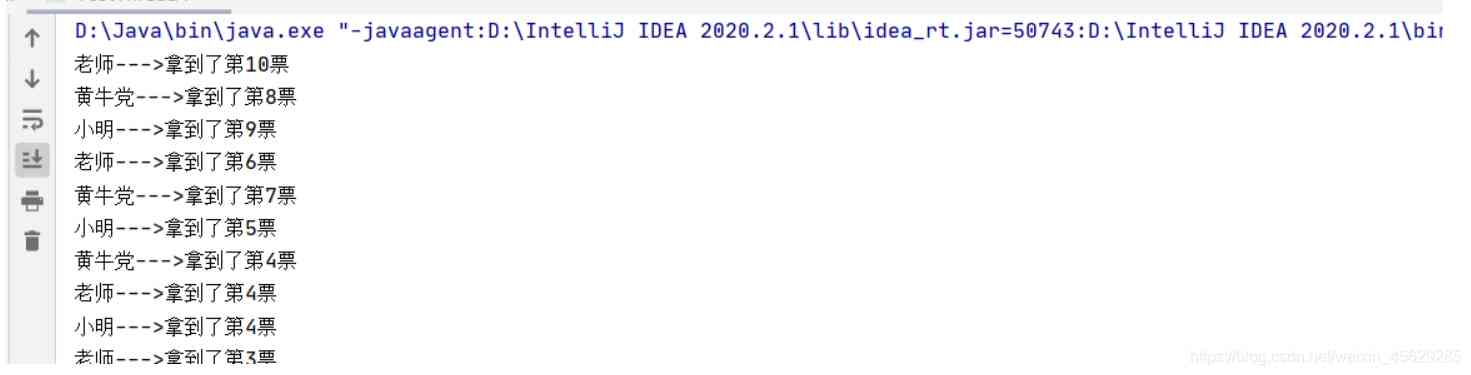 D:\Java\bin\java.exe "-javaagent:D:\IntelliJ IDEA 2020.2.1\lib\idea_rt.jar=50743:D:\IntelliJ IDEA 2020.2.1\bin
老师--->拿到了第10票
黄牛党--->拿到了第8票
小明--->拿到了第9票
老师--->拿到了第6票
黄牛党--->拿到了第7票
小明--->拿到了第5票
黄牛党--->拿到了第4票
老师--->拿到了第4票
小明--->拿到了第4票
老师--->拿到了第3票
https://blog.csdn.net/weixin_45629285